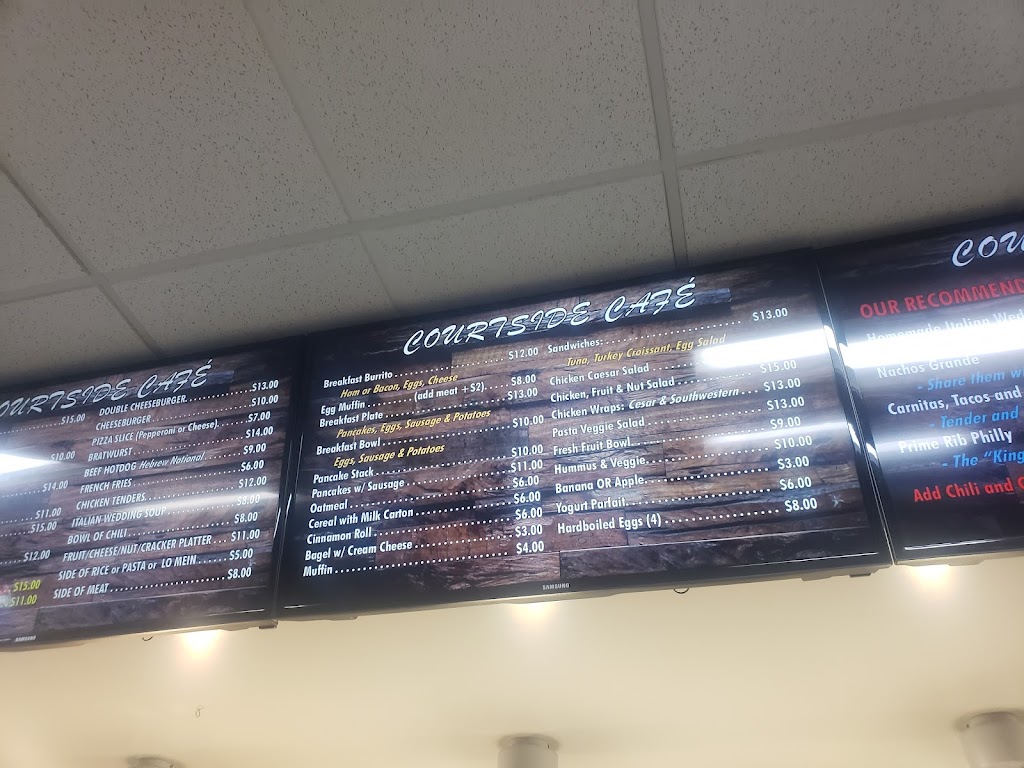 OURTSIDE CAFÉ
$15.00
$10.00
$14.00
$11.00
$15.00
$12.00
$15.00
$11.00
DOUBLE CHEESEBURGER $13.00
CHEESEBURGER $10.00
PIZZA SLICE (Pepperoni or Cheese) $7.00
BRATWURST $14.00
BEEF HOTDOG Hebrew National $9.00
FRENCH FRIES $6.00
CHICKEN TENDERS $12.00
ITALIAN WEDDING SOUP $8.00
BOWL OF CHILI $8.00
FRUIT/CHEESE/NUT/CRACKER PLATTER $11.00
SIDE OF RICE or PASTA or LO MEIN $5.00
SIDE OF MEAT $8.00
SAMSUNG
COURTSIDE CAFÉ
Breakfast Burrito $12.00
Ham or Bacon, Eggs, Cheese
Egg Muffin (add meat +$2) $8.00
Breakfast Plate $13.00
Pancakes, Eggs, Sausage & Potatoes
Breakfast Bowl $10.00
Eggs, Sausage & Potatoes
Pancake Stack $10.00
Pancakes w/ Sausage $11.00
Oatmeal $6.00
Cereal with Milk Carton $6.00
Cinnamon Roll $6.00
Bagel w/ Cream Cheese $3.00
Muffin $4.00
Sandwiches: $13.00
Tuna, Turkey Croissant, Egg Salad
Chicken Caesar Salad
Chicken, Fruit & Nut Salad $15.00
Chicken Wraps: Cesar & Southwestern $13.00
Pasta Veggie Salad $13.00
Fresh Fruit Bowl $9.00
Hummus & Veggie $10.00
Banana OR Apple $3.00
Yogurt Parfait $6.00
Hardboiled Eggs (4) $8.00
SAMSUNG
COU
OUR RECOMMEND
Homemade Italian Wed
Nachos Grande
- Share them w
Carnitas, Tacos and
- Tender and
Prime Rib Philly
- The "King
Add Chili and C